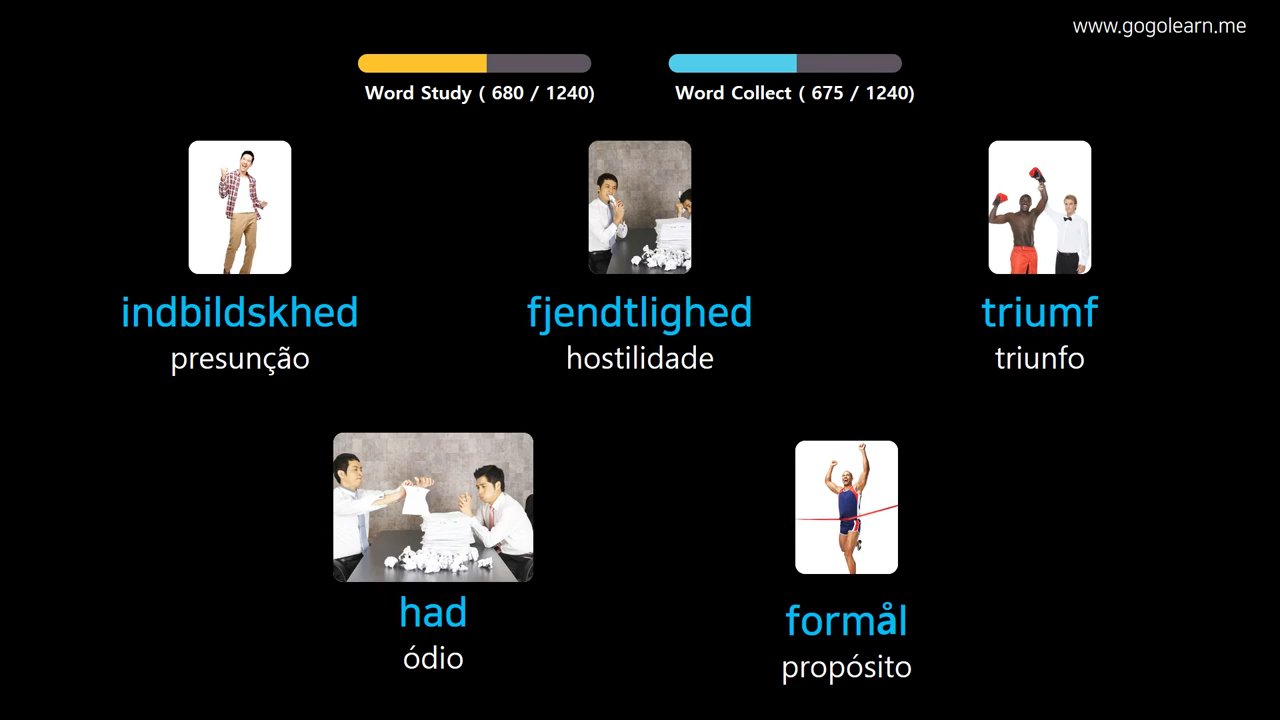 www.gogolearn.me
Word Study ( 680 / 1240)
Word Collect ( 675 / 1240)
indbildskhed
presunção
fjendtlighed
hostilidade
triumf
triunfo
had
ódio
formål
propósito